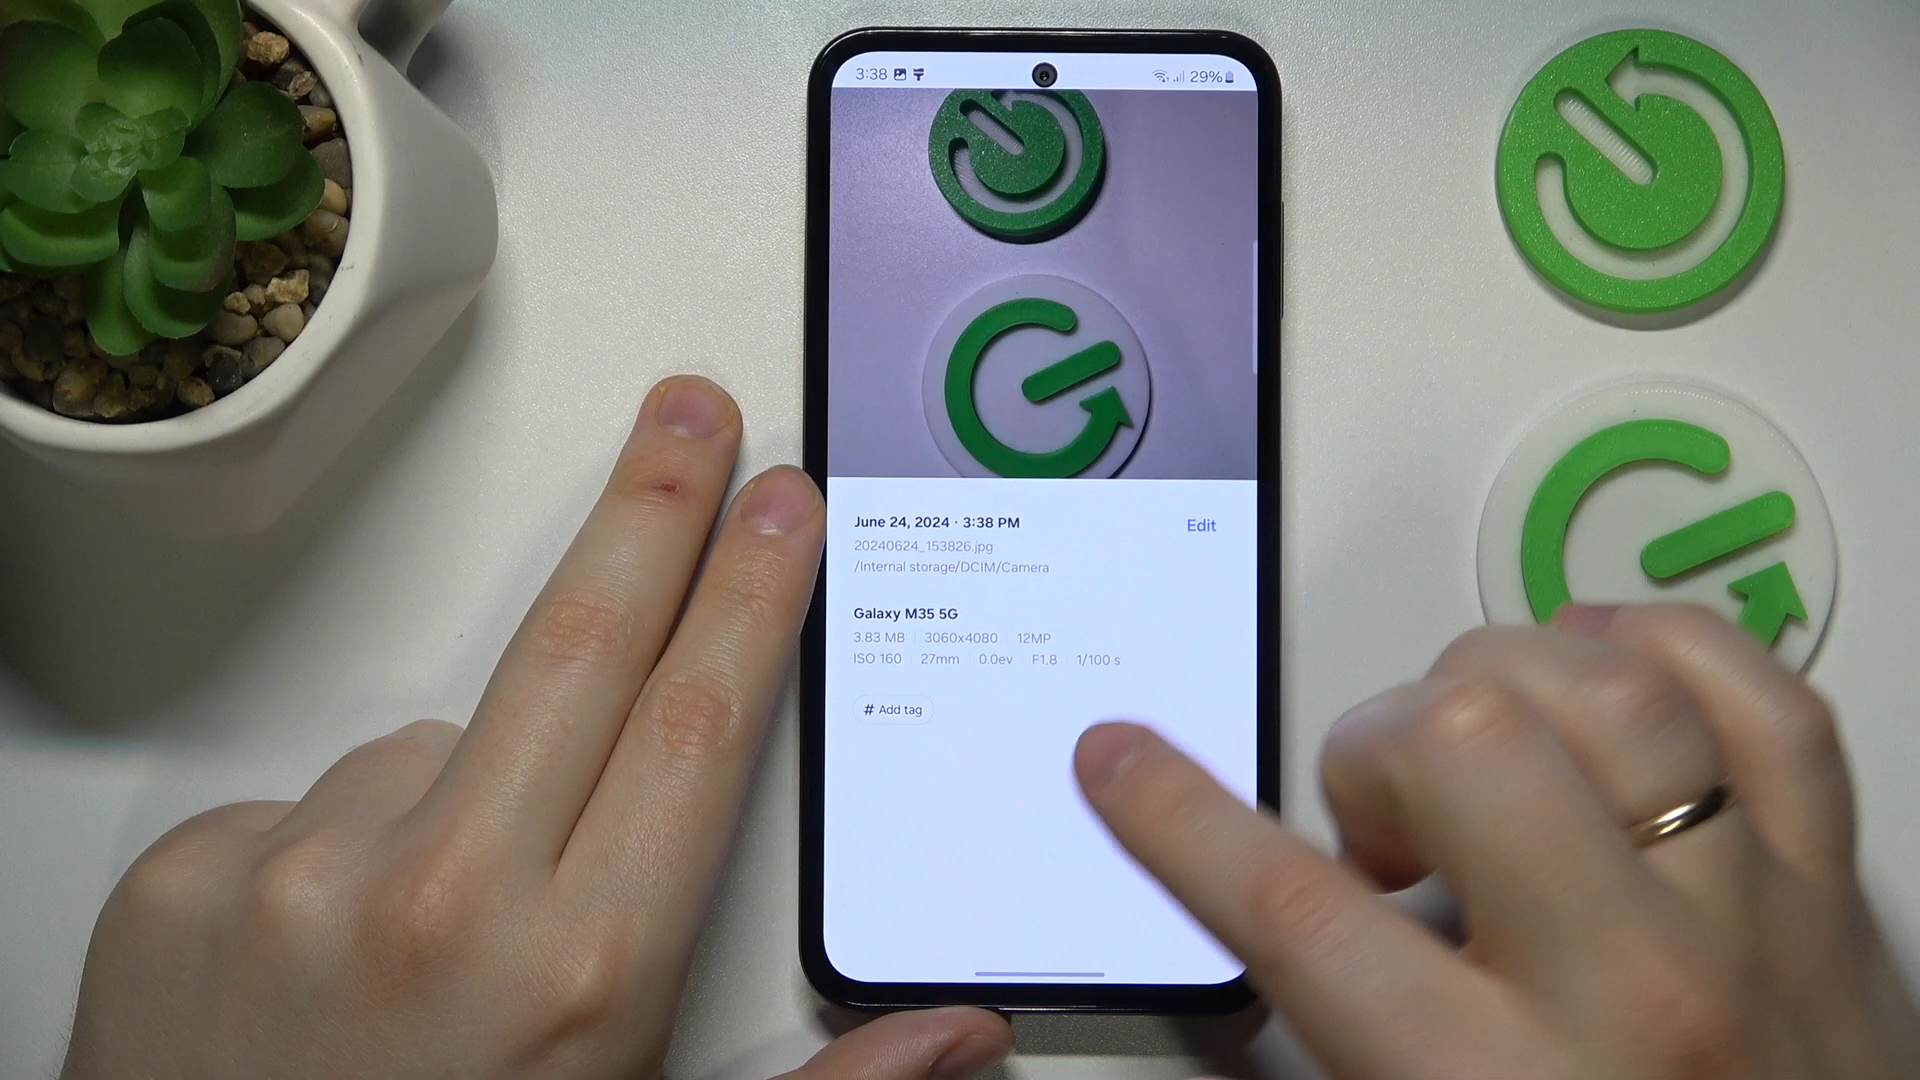 3:38 29%
June 24, 2024 · 3:38 PM Edit
20240624_153826.jpg
/Internal storage/DCIM/Camera
Galaxy M35 5G
3.83 MB 3060x4080 12MP
ISO 160 27mm 0.0ev F1.8 1/100 s
# Add tag